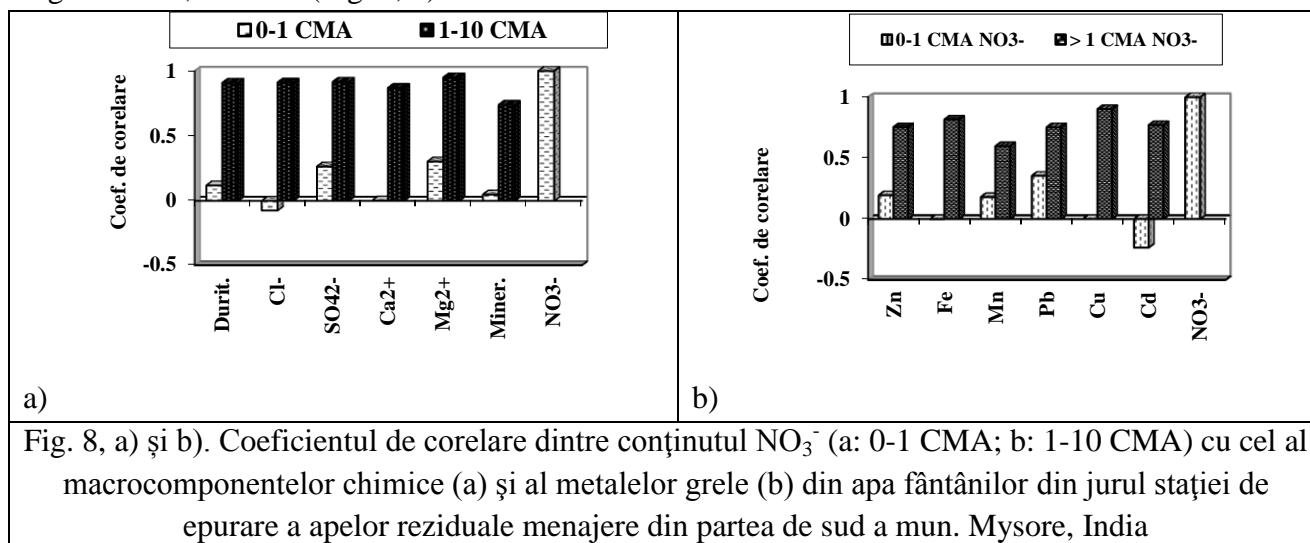 0-1 CMA 1-10 CMA
Coef. de corelare
1
0.5
0
-0.5
Durit. Cl- SO42- Ca2+ Mg2+ Miner. NO3-
a)
0-1 CMA NO3- > 1 CMA NO3-
Coef. de corelare
1
0.5
0
-0.5
Zn Fe Mn Pb Cu Cd NO3-
b)
Fig. 8, a) și b). Coeficientul de corelare dintre conţinutul NO₃⁻ (a: 0-1 CMA; b: 1-10 CMA) cu cel al
macrocomponentelor chimice (a) şi al metalelor grele (b) din apa fântânilor din jurul staţiei de
epurare a apelor reziduale menajere din partea de sud a mun. Mysore, India